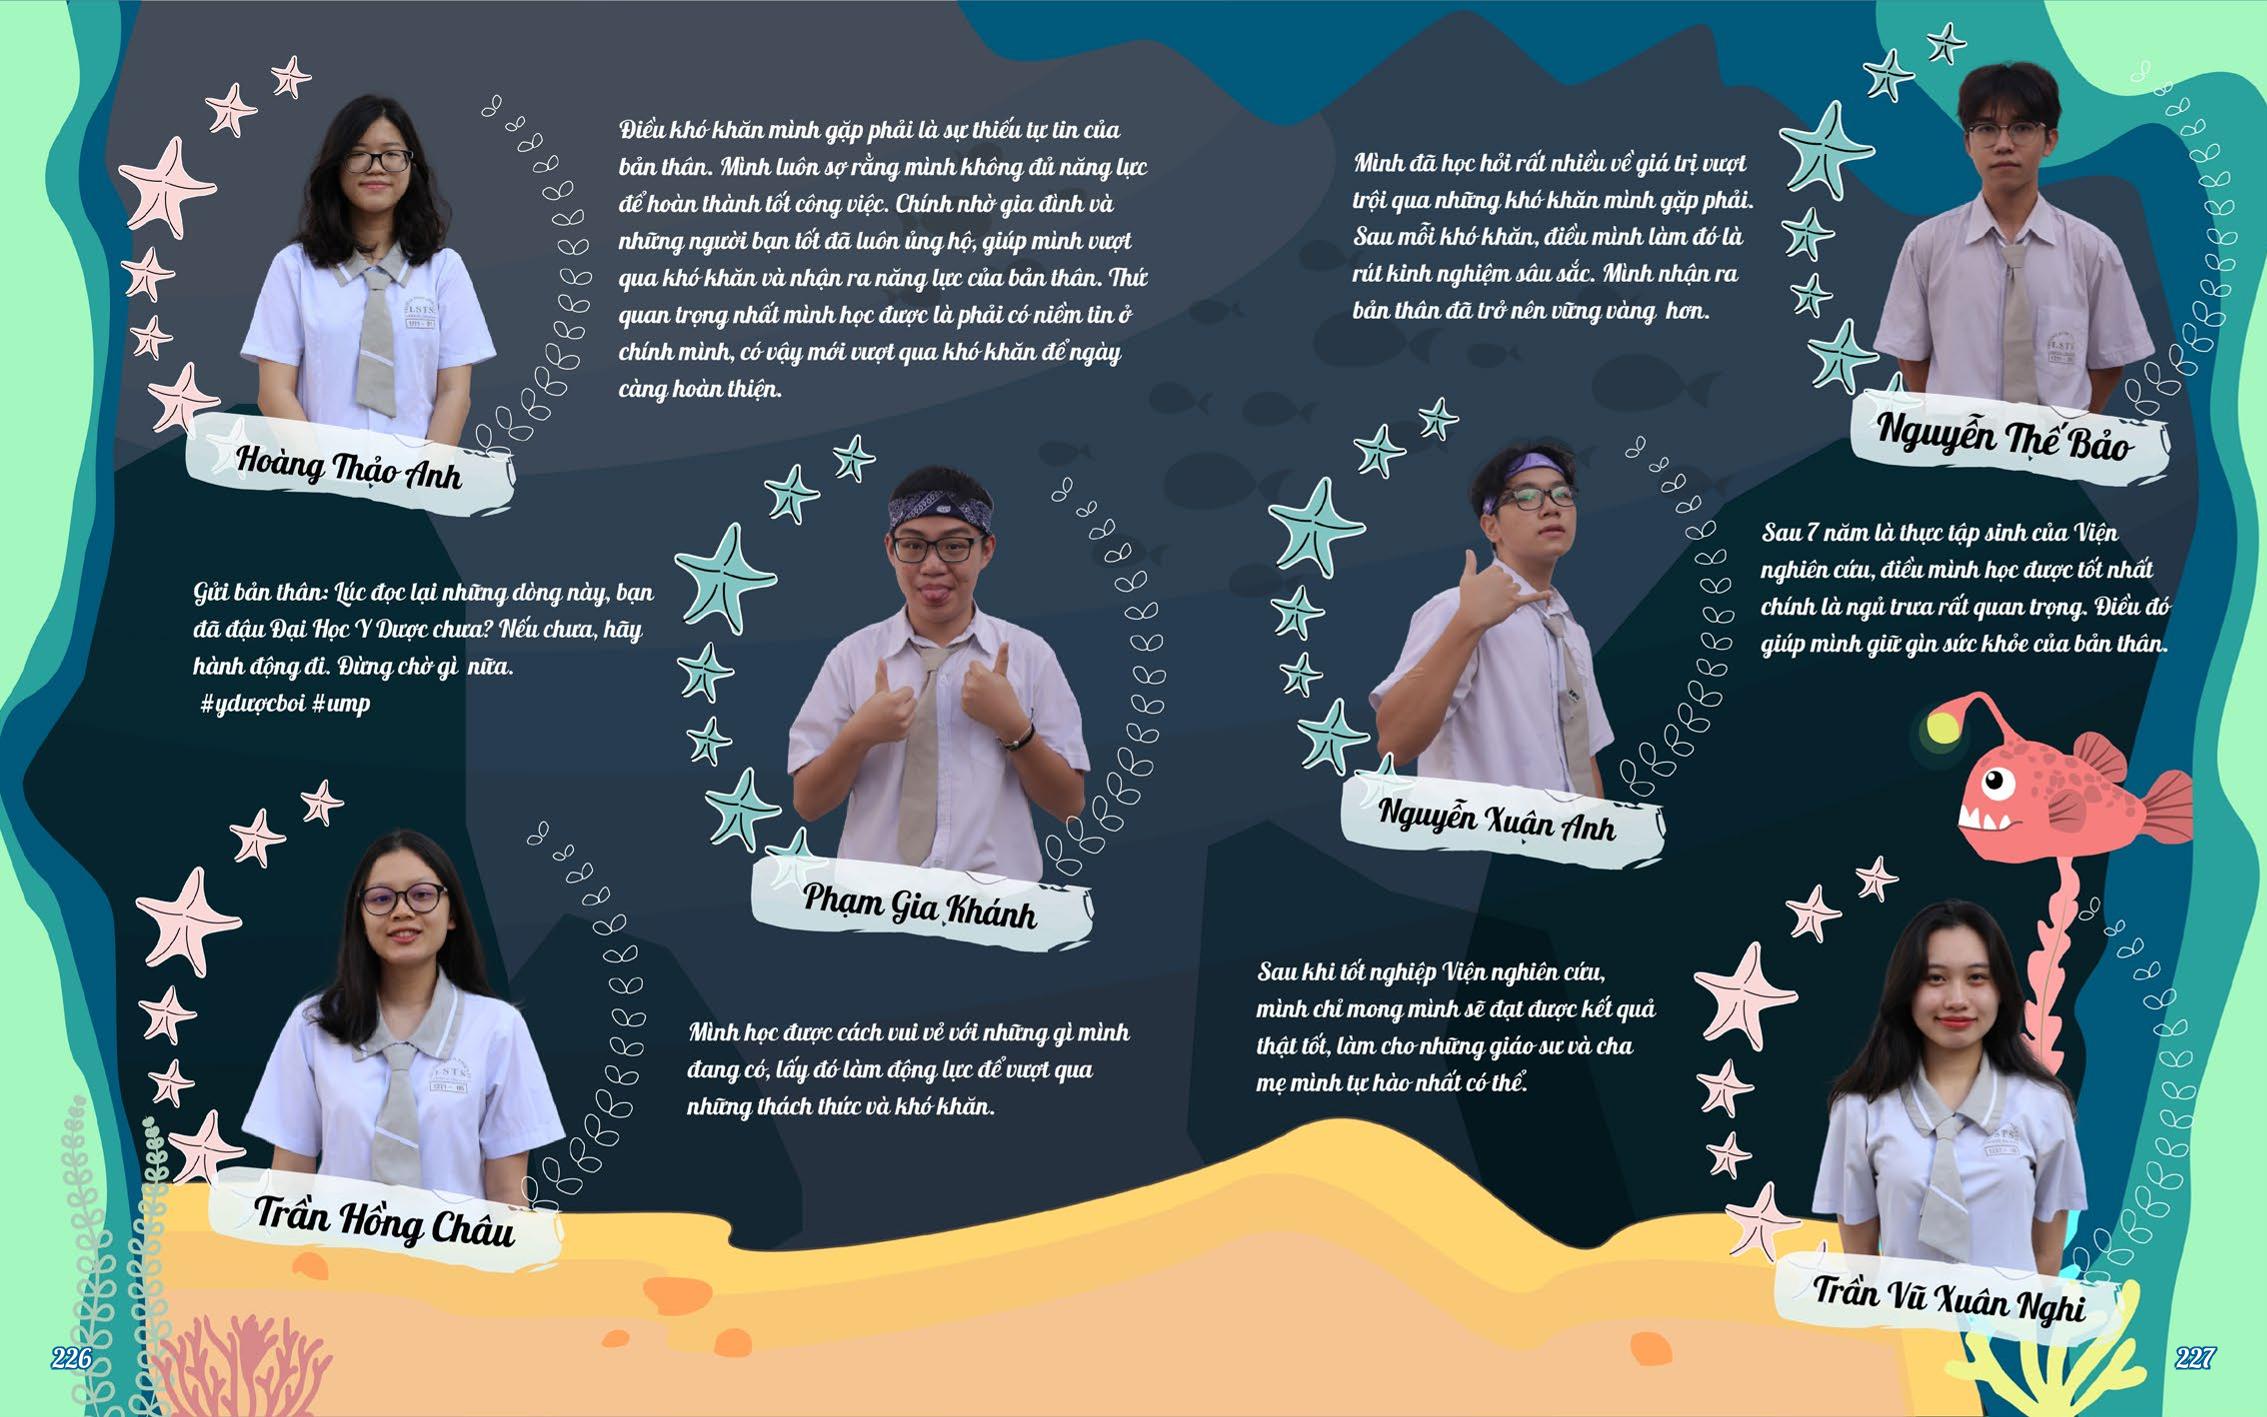 Điều khó khăn mình gặp phải là sự thiếu tự tin của
bản thân. Mình luôn sợ rằng mình không đủ năng lực
để hoàn thành tốt công việc. Chính nhờ gia đình và
những người bạn tốt đã luôn ủng hộ, giúp mình vượt
qua khó khăn và nhận ra năng lực của bản thân. Thứ
quan trọng nhất mình học được là phải có niềm tin ở
chính mình, có vậy mới vượt qua khó khăn để ngày
càng hoàn thiện.
LSTS
Hoàng Thảo Anh
Gửi bản thân: Lúc đọc lại những dòng này, bạn
đã đậu Đại Học Y Dược chưa? Nếu chưa, hãy
hành động đi. Đừng chờ gì nữa.
#ydượcboi #ump
Phạm Gia Khánh
Mình học được cách vui vẻ với những gì mình
đang có, lấy đó làm động lực để vượt qua
những thách thức và khó khăn.
Trần Hồng Châu
226
Mình đã học hỏi rất nhiều về giá trị vượt
trội qua những khó khăn mình gặp phải.
Sau mỗi khó khăn, điều mình làm đó là
rút kinh nghiệm sâu sắc. Mình nhận ra
bản thân đã trở nên vững vàng hơn.
LSTS
Nguyễn Thế Bảo
Sau 7 năm là thực tập sinh của Viện
nghiên cứu, điều mình học được tốt nhất
chính là ngủ trưa rất quan trọng. Điều đó
giúp mình giữ gìn sức khỏe của bản thân.
Nguyễn Xuân Anh
Sau khi tốt nghiệp Viện nghiên cứu,
mình chỉ mong mình sẽ đạt được kết quả
thật tốt, làm cho những giáo sư và cha
mẹ mình tự hào nhất có thể.
Trần Vũ Xuân Nghi
227